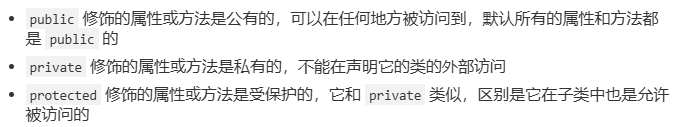 • public 修饰的属性或方法是公有的，可以在任何地方被访问到，默认所有的属性和方法都
是 public 的
• private 修饰的属性或方法是私有的，不能在声明它的类的外部访问
• protected 修饰的属性或方法是受保护的，它和 private 类似，区别是它在子类中也是允许
被访问的